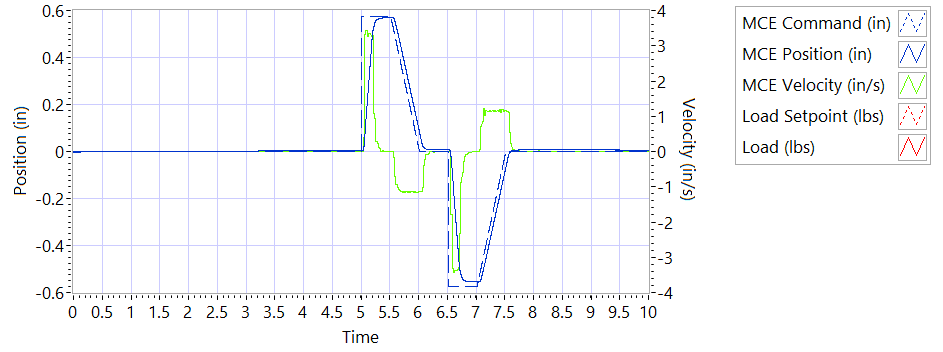 0.6
0.4
0.2
0
-0.2
-0.4
-0.6
Position (in)
4
3
2
1
0
-1
-2
-3
-4
Velocity (in/s)
0 0.5 1 1.5 2 2.5 3 3.5 4 4.5 5 5.5 6 6.5 7 7.5 8 8.5 9 9.5 10
Time
MCE Command (in)
MCE Position (in)
MCE Velocity (in/s)
Load Setpoint (lbs)
Load (lbs)